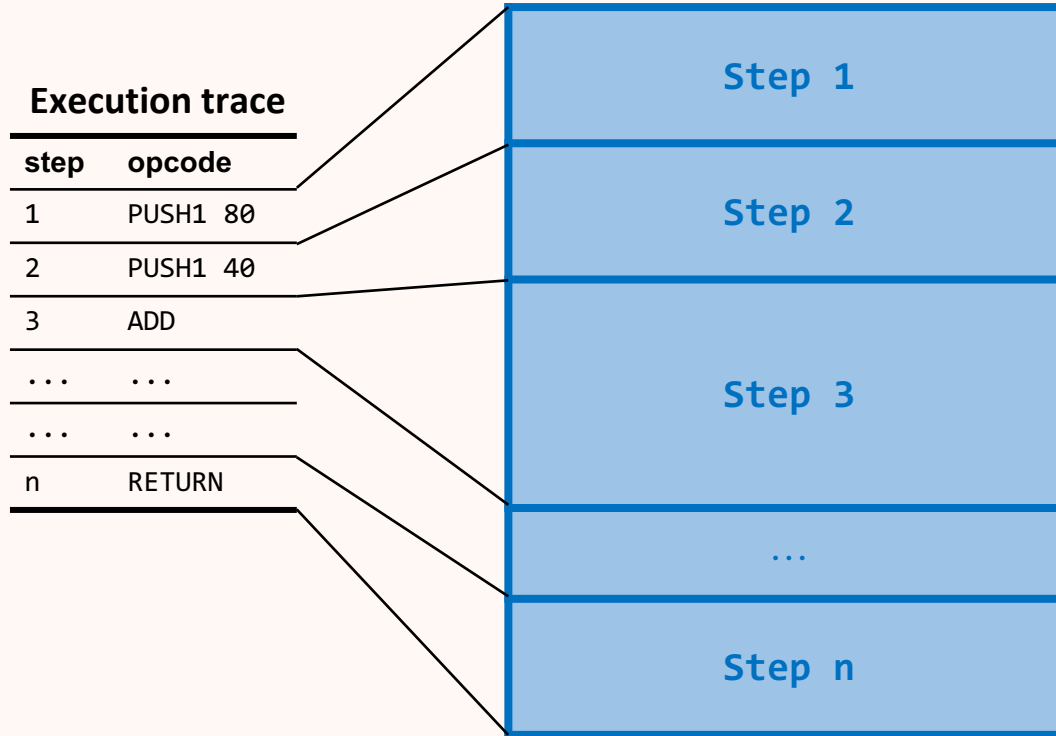 Execution trace
step opcode
1 PUSH1 80
2 PUSH1 40
3 ADD
... ...
... ...
n RETURN
Step 1
Step 2
Step 3
...
Step n